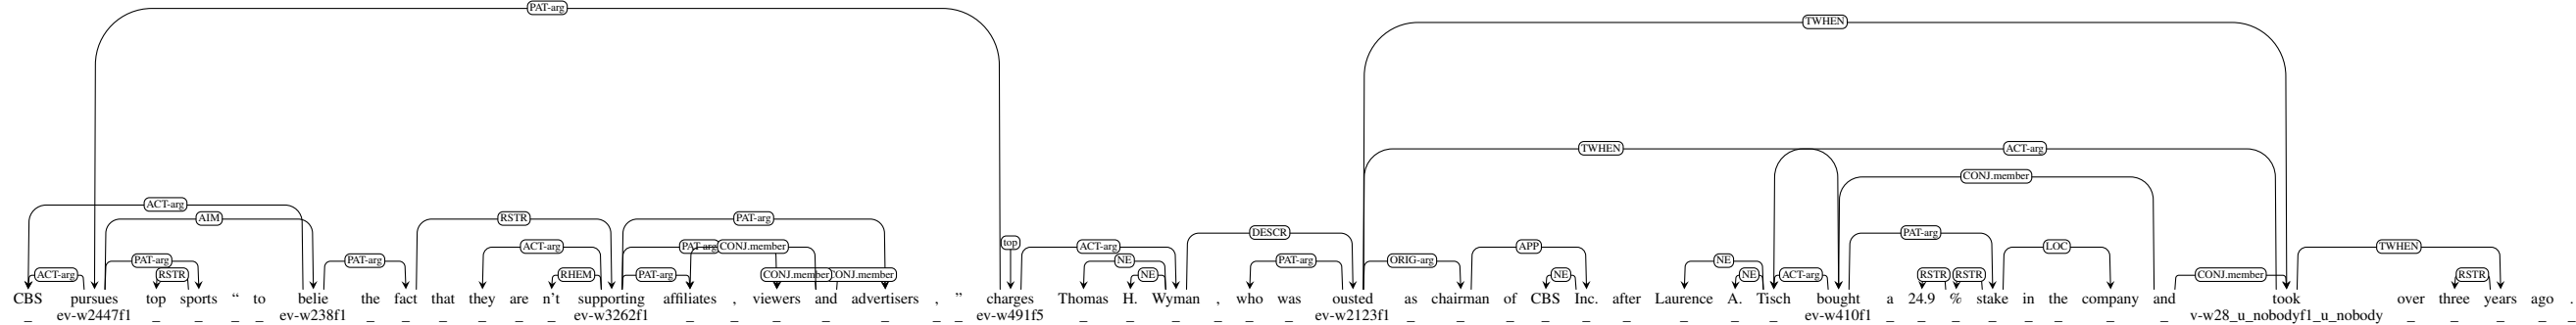 PAT-arg
TWHEN
TWHEN ACT-arg
CONJ.member
ACT-arg
AIM RSTR PAT-arg
DESCR PAT-arg
top
ACT-arg PAT-arg CONJ.member ACT-arg APP LOC TWHEN
PAT-arg PAT-arg NE PAT-arg ORIG-arg NE
ACT-arg RSTR RHEM PAT-arg CONJ.member CONJ.member NE NE NE ACT-arg RSTR RSTR CONJ.member RSTR
CBS pursues top sports “ to belie the fact that they are n’t supporting affiliates , viewers and advertisers , ” charges Thomas H. Wyman , who was ousted as chairman of CBS Inc. after Laurence A. Tisch bought a 24.9 % stake in the company and took over three years ago .
_ ev-w2447f1 _ _ _ _ ev-w238f1 _ _ _ _ _ _ ev-w3262f1 _ _ _ _ _ _ _ ev-w491f5 _ _ _ _ _ _ ev-w2123f1 _ _ _ _ _ _ _ _ _ ev-w410f1 _ _ _ _ _ _ _ _ v-w28_u_nobodyf1_u_nobody _ _ _ _ _